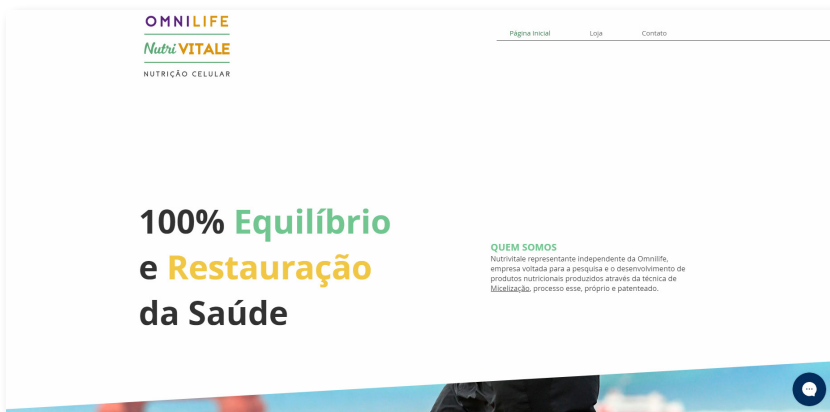 OMNILIFE
Nutri VITALE
NUTRIÇÃO CELULAR
Página Inicial
Loja
Contato
100% Equilíbrio
e Restauração
da Saúde
QUEM SOMOS
Nutrivitale representante independente da Omnilife,
empresa voltada para a pesquisa e o desenvolvimento de
produtos nutricionais produzidos através da técnica de
Micelização, processo esse, próprio e patenteado.